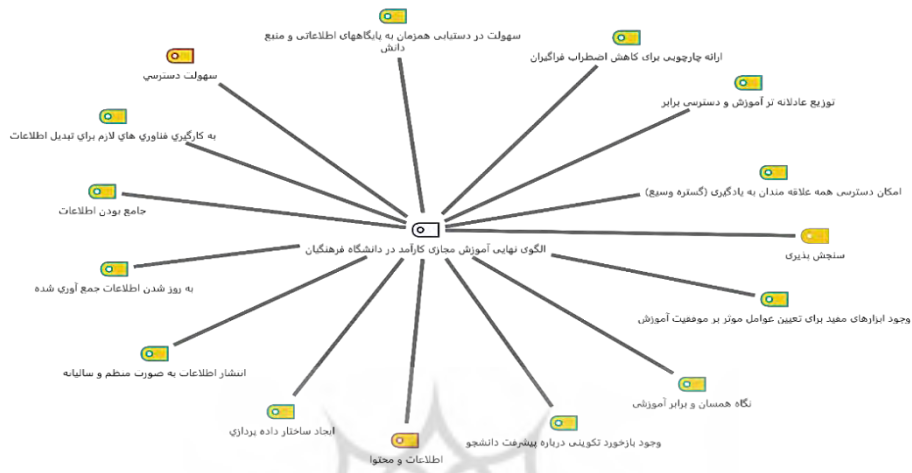 سهولت در دستیابی همزمان به پایگاههای اطلاعاتی و منبع
دانش
ارائه چارچوبی برای کاهش اضطراب فراگیران
سهولت دسترسي
توزیع عادلانه تر آموزش و دسترسی برابر
به کارگيري فناوري هاي لازم براي تبديل اطلاعات
امکان دسترسی همه علاقه مندان به یادگیری (گستره وسیع)
جامع بودن اطلاعات
سنجش پذیری
الگوی نهایی آموزش مجازی کارآمد در دانشگاه فرهنگیان
به روز شدن اطلاعات جمع آوري شده
وجود ابزارهای مفید برای تعیین عوامل موثر بر موفقیت آموزش
انتشار اطلاعات به صورت منظم و ساليانه
نگاه همسان و برابر آموزشی
ايجاد ساختار داده پردازي
وجود بازخورد تکوینی درباره پیشرفت دانشجو
اطلاعات و محتوا